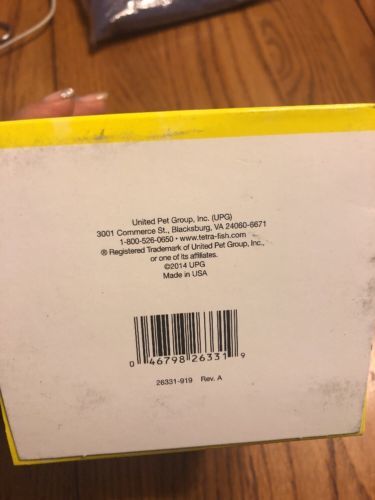 United Pet Group, Inc. (UPG)
3001 Commerce St., Blacksburg, VA 24060-6671
1-800-526-0650 • www.tetra-fish.com
® Registered Trademark of United Pet Group, Inc.,
or one of its affiliates.
©2014 UPG
Made in USA
0 46798 26331 9
26331-919 Rev. A